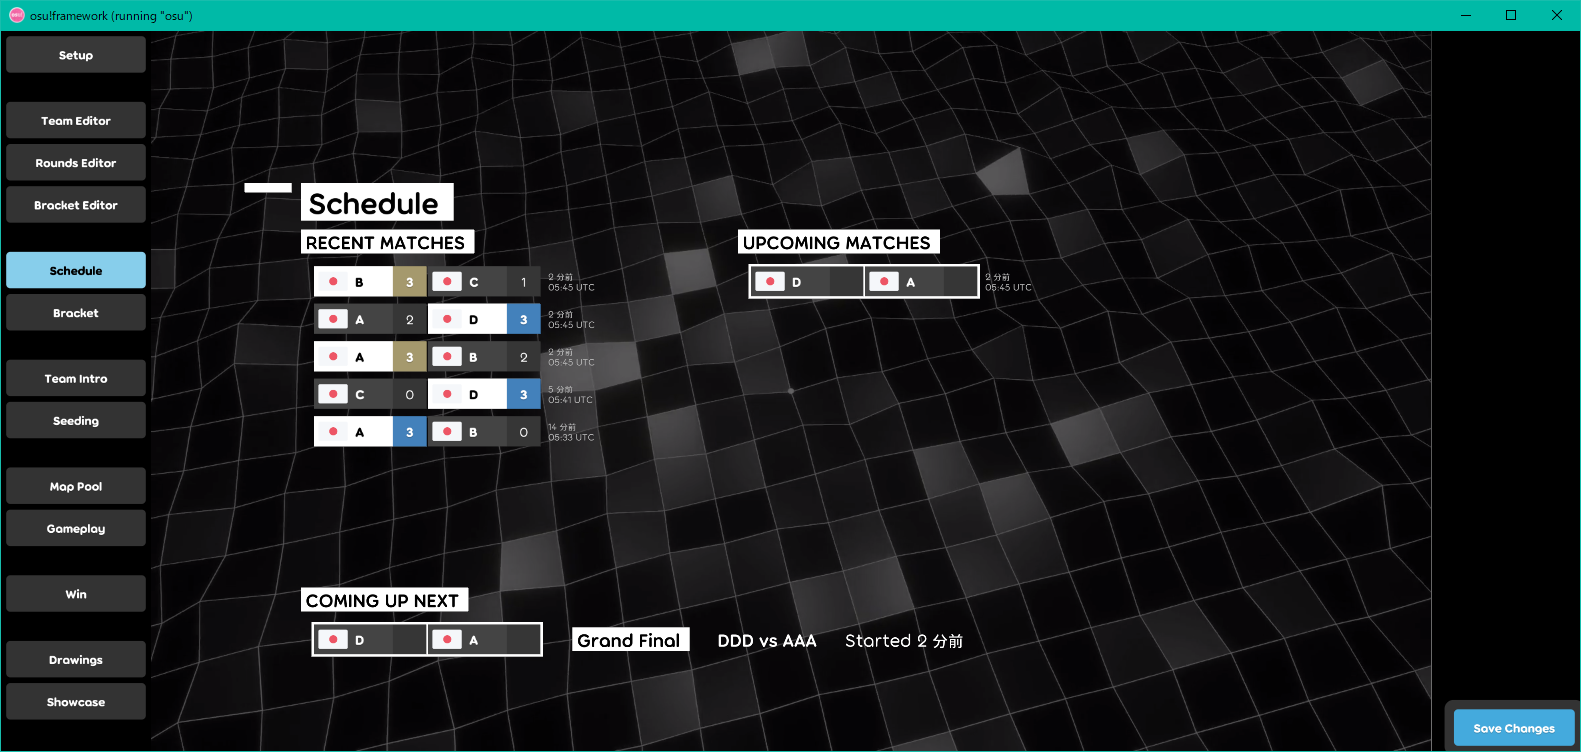 osu!framework (running "osu")
Setup
Team Editor
Rounds Editor
Bracket Editor
Schedule
Bracket
Team Intro
Seeding
Map Pool
Gameplay
Win
Drawings
Showcase
Schedule
RECENT MATCHES
B 3 C 1 2 分前
05:45 UTC
A 2 D 3 2 分前
05:45 UTC
A 3 B 2 2 分前
05:45 UTC
C 0 D 3 5 分前
05:41 UTC
A 3 B 0 14 分前
05:33 UTC
UPCOMING MATCHES
D A 2 分前
05:45 UTC
COMING UP NEXT
D A Grand Final DDD vs AAA Started 2 分前
Save Changes